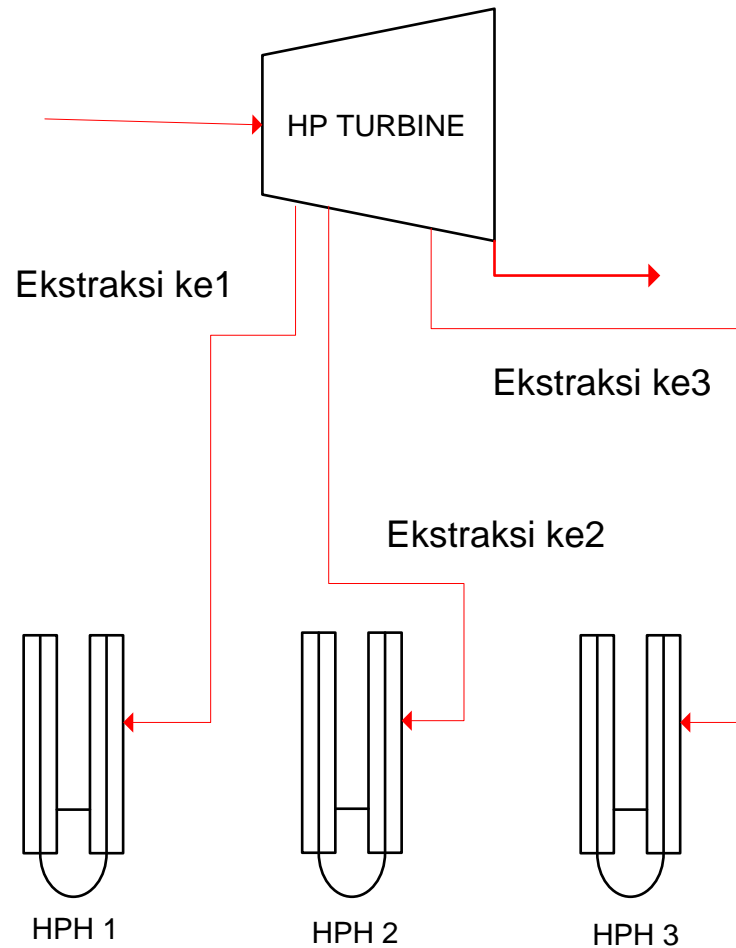 HP TURBINE
Ekstraksi ke1
Ekstraksi ke3
Ekstraksi ke2
HPH 1
HPH 2
HPH 3